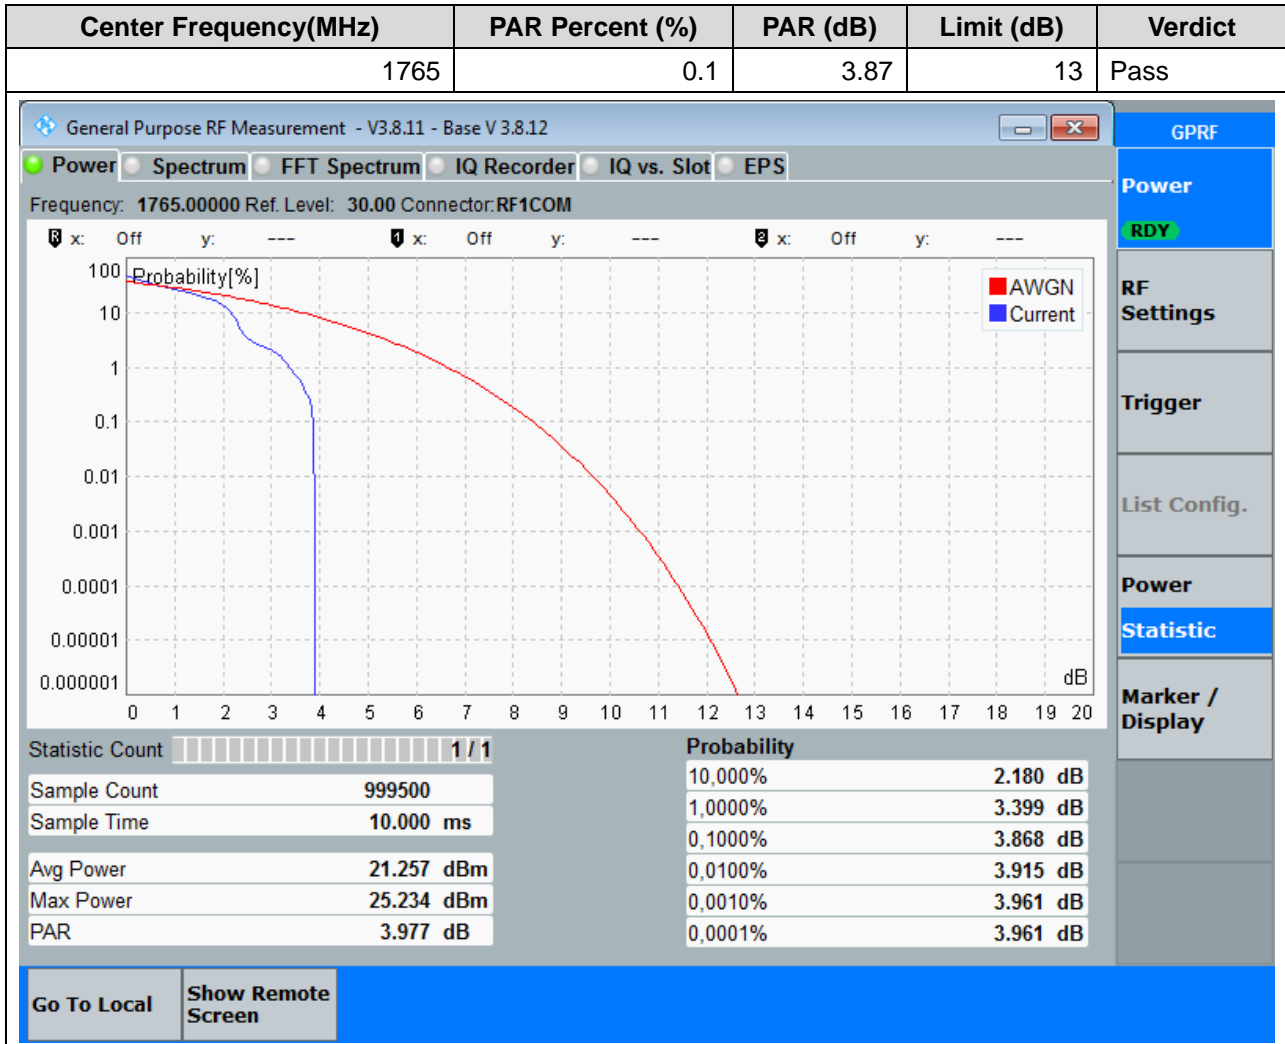 Center Frequency(MHz) PAR Percent (%) PAR (dB) Limit (dB) Verdict
1765 0.1 3.87 13 Pass
General Purpose RF Measurement - V3.8.11 - Base V 3.8.12
GPRF
Power Spectrum FFT Spectrum IQ Recorder IQ vs. Slot EPS
Frequency: 1765.00000 Ref. Level: 30.00 Connector:RF1COM
R x: Off y: --- 1 x: Off y: --- 2 x: Off y: ---
Probability[%]
100
10
1
0.1
0.01
0.001
0.0001
0.00001
0.000001
AWGN
Current
dB
0 1 2 3 4 5 6 7 8 9 10 11 12 13 14 15 16 17 18 19 20
Statistic Count 1 / 1
Sample Count 999500
Sample Time 10.000 ms
Avg Power 21.257 dBm
Max Power 25.234 dBm
PAR 3.977 dB
Probability
10,000% 2.180 dB
1,0000% 3.399 dB
0,1000% 3.868 dB
0,0100% 3.915 dB
0,0010% 3.961 dB
0,0001% 3.961 dB
Power
RDY
RF
Settings
Trigger
List Config.
Power
Statistic
Marker /
Display
Go To Local
Show Remote
Screen